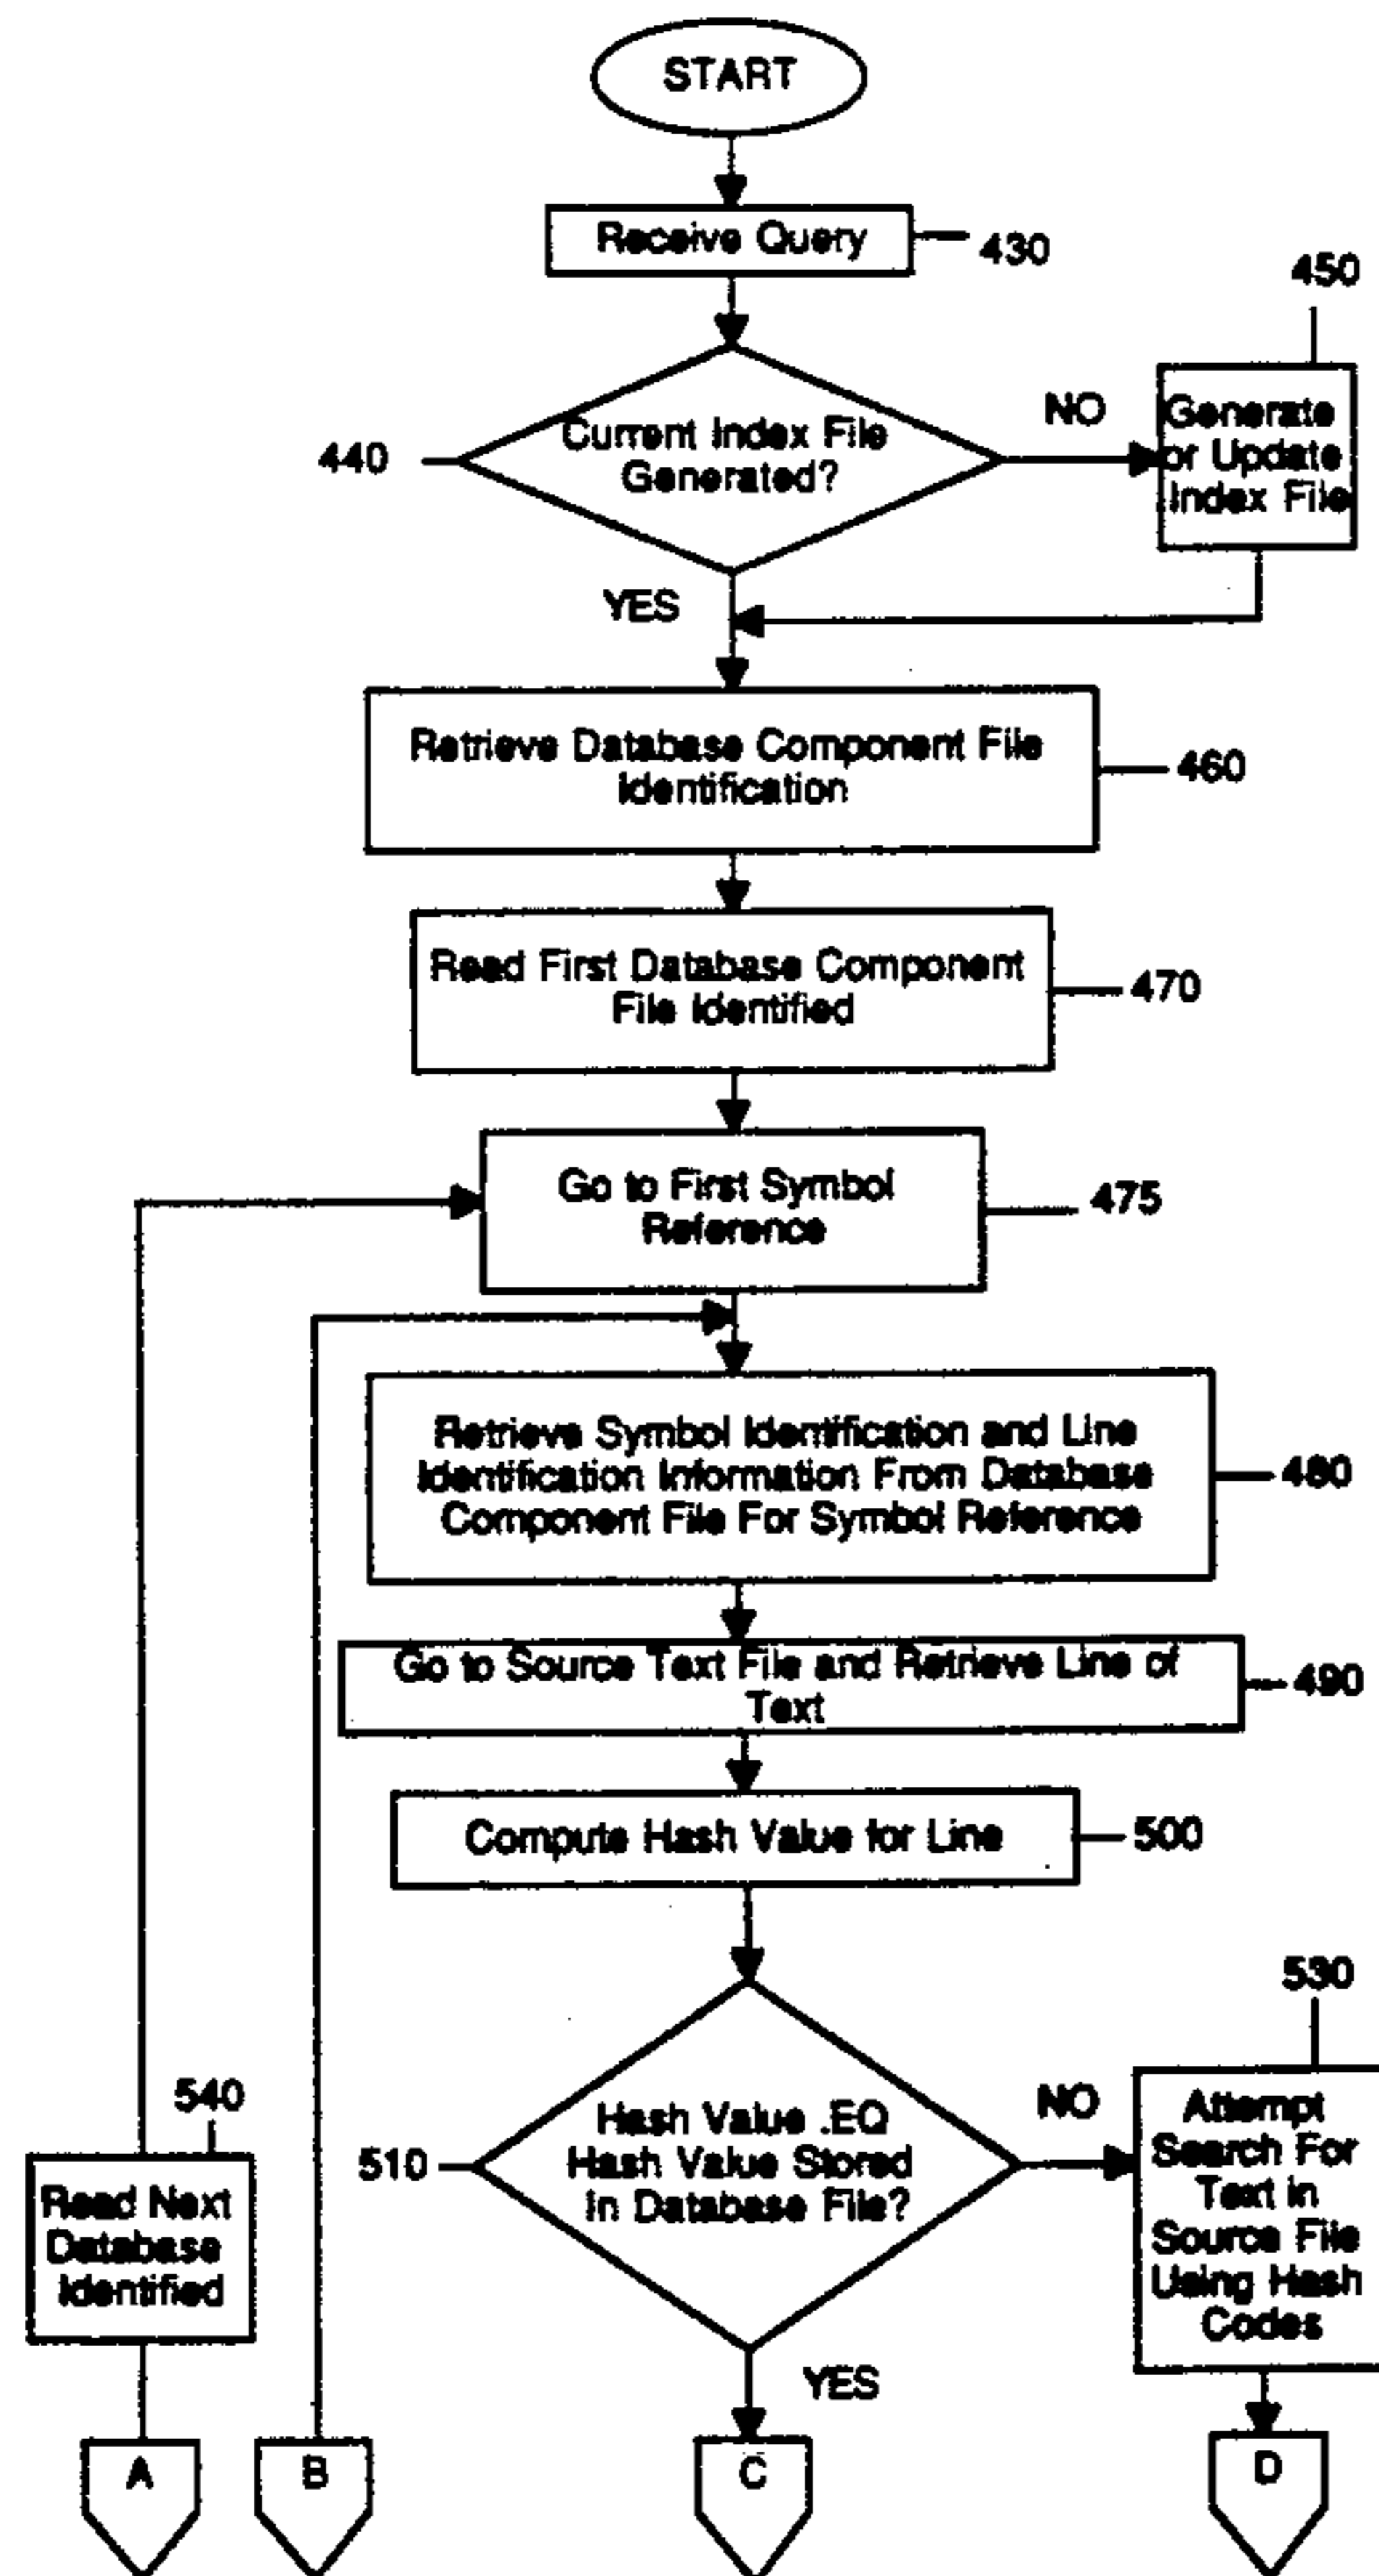 START
Receive Query
430
450
440
Current Index File
Generated?
NO
Generate
or Update
Index File
YES
Retrieve Database Component File
Identification
460
Read First Database Component
File Identified
470
Go to First Symbol
Reference
475
Retrieve Symbol Identification and Line
Identification Information From Database
Component File For Symbol Reference
480
Go to Source Text File and Retrieve Line of
Text
490
Compute Hash Value for Line
500
530
540
Read Next
Database
Identified
510
Hash Value .EQ
Hash Value Stored
In Database File?
NO
Attempt
Search For
Text in
Source File
Using Hash
Codes
YES
A
B
C
D